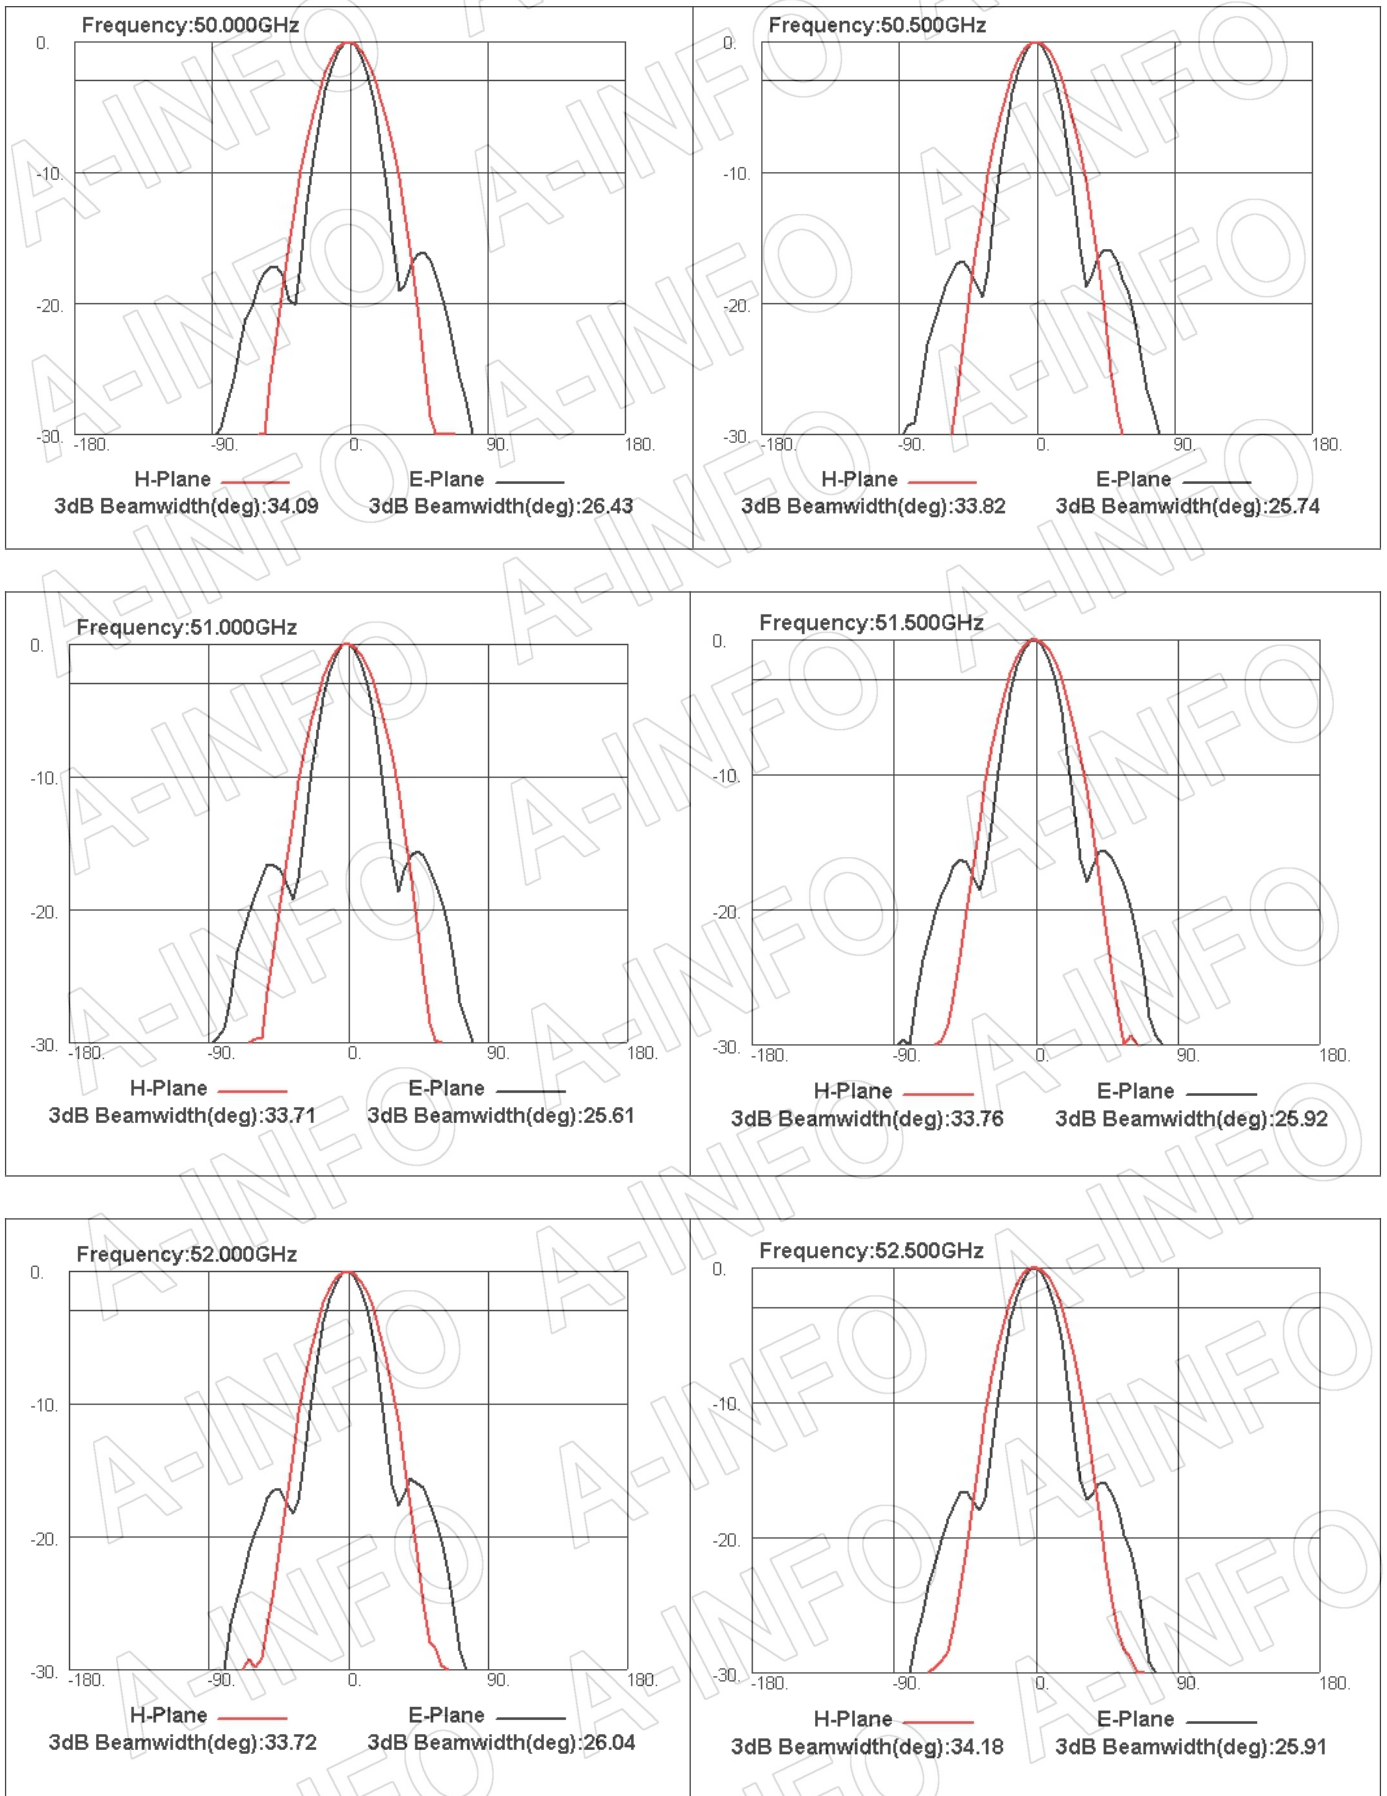 Frequency:50.000GHz
0.
-10.
-20.
-30.
-180. -90. 0. 90. 180.
H-Plane E-Plane
3dB Beamwidth(deg):34.09 3dB Beamwidth(deg):26.43
Frequency:50.500GHz
0.
-10.
-20.
-30.
-180. -90. 0. 90. 180.
H-Plane E-Plane
3dB Beamwidth(deg):33.82 3dB Beamwidth(deg):25.74
Frequency:51.000GHz
0.
-10.
-20.
-30.
-180. -90. 0. 90. 180.
H-Plane E-Plane
3dB Beamwidth(deg):33.71 3dB Beamwidth(deg):25.61
Frequency:51.500GHz
0.
-10.
-20.
-30.
-180. -90. 0. 90. 180.
H-Plane E-Plane
3dB Beamwidth(deg):33.76 3dB Beamwidth(deg):25.92
Frequency:52.000GHz
0.
-10.
-20.
-30.
-180. -90. 0. 90. 180.
H-Plane E-Plane
3dB Beamwidth(deg):33.72 3dB Beamwidth(deg):26.04
Frequency:52.500GHz
0.
-10.
-20.
-30.
-180. -90. 0. 90. 180.
H-Plane E-Plane
3dB Beamwidth(deg):34.18 3dB Beamwidth(deg):25.91
A-INFO